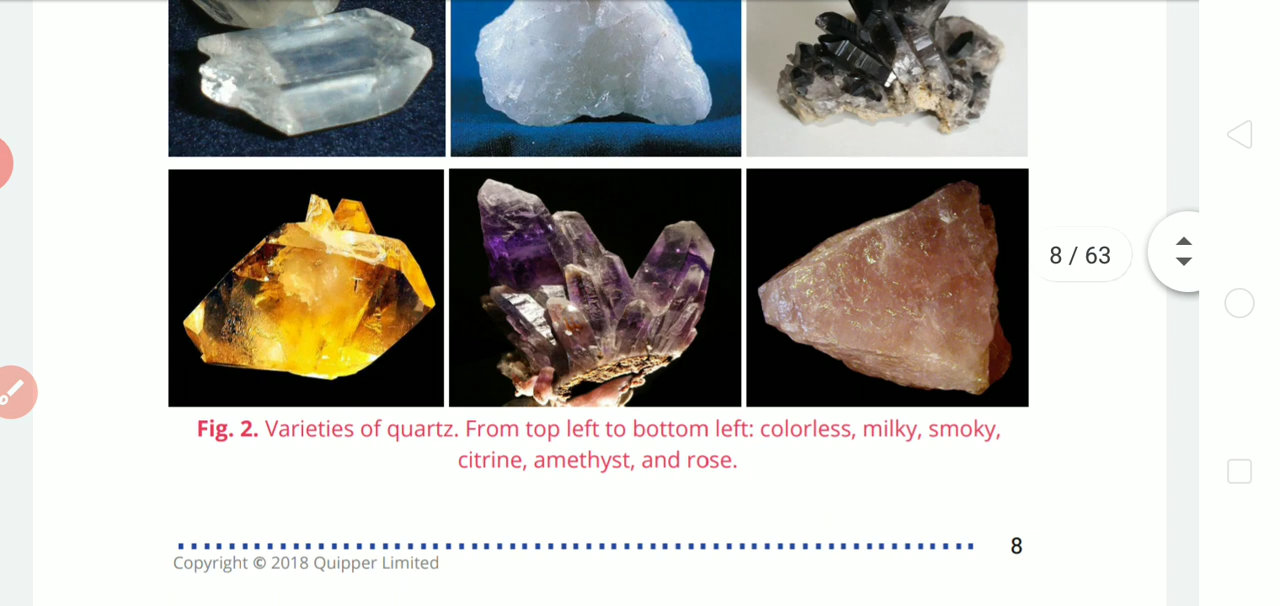 8 / 63
Fig. 2. Varieties of quartz. From top left to bottom left: colorless, milky, smoky,
citrine, amethyst, and rose.
8
Copyright © 2018 Quipper Limited